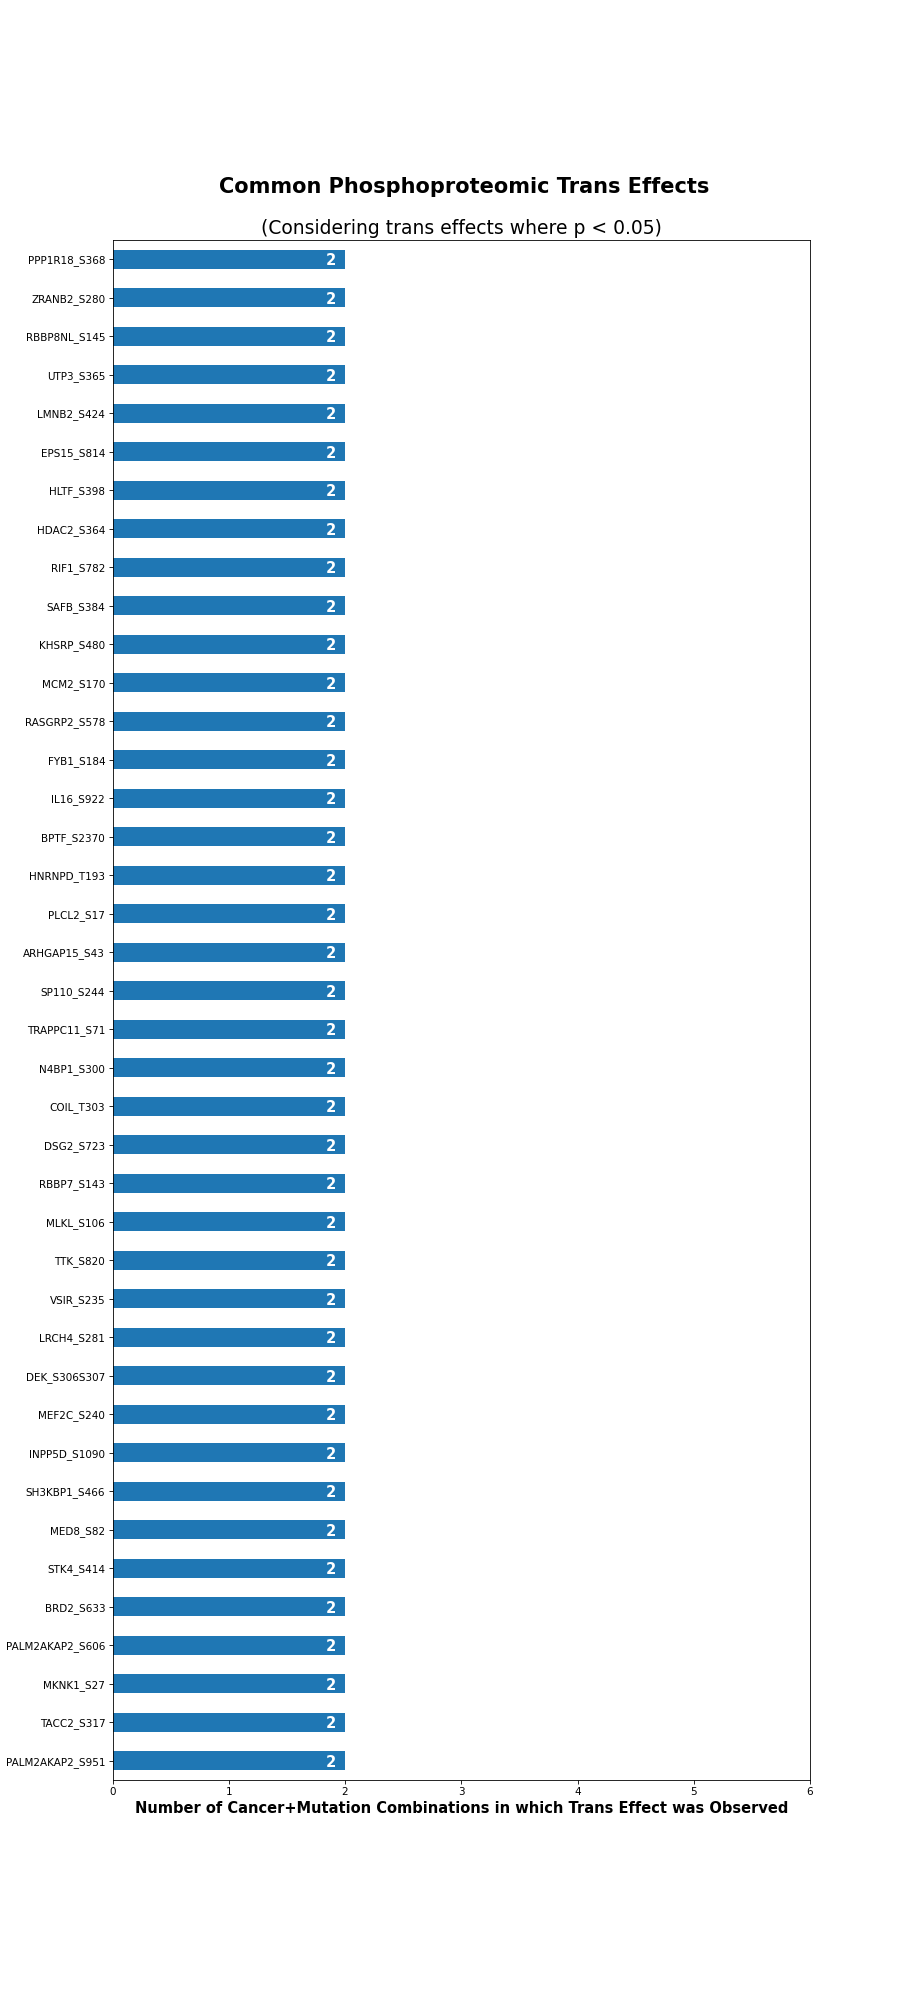 Common Phosphoproteomic Trans Effects
(Considering trans effects where p < 0.05)
PPP1R18_S368 2
ZRANB2_S280 2
RBBP8NL_S145 2
UTP3_S365 2
LMNB2_S424 2
EPS15_S814 2
HLTF_S398 2
HDAC2_S364 2
RIF1_S782 2
SAFB_S384 2
KHSRP_S480 2
MCM2_S170 2
RASGRP2_S578 2
FYB1_S184 2
IL16_S922 2
BPTF_S2370 2
HNRNPD_T193 2
PLCL2_S17 2
ARHGAP15_S43 2
SP110_S244 2
TRAPPC11_S71 2
N4BP1_S300 2
COIL_T303 2
DSG2_S723 2
RBBP7_S143 2
MLKL_S106 2
TTK_S820 2
VSIR_S235 2
LRCH4_S281 2
DEK_S306S307 2
MEF2C_S240 2
INPP5D_S1090 2
SH3KBP1_S466 2
MED8_S82 2
STK4_S414 2
BRD2_S633 2
PALM2AKAP2_S606 2
MKNK1_S27 2
TACC2_S317 2
PALM2AKAP2_S951 2
0 1 2 3 4 5 6
Number of Cancer+Mutation Combinations in which Trans Effect was Observed